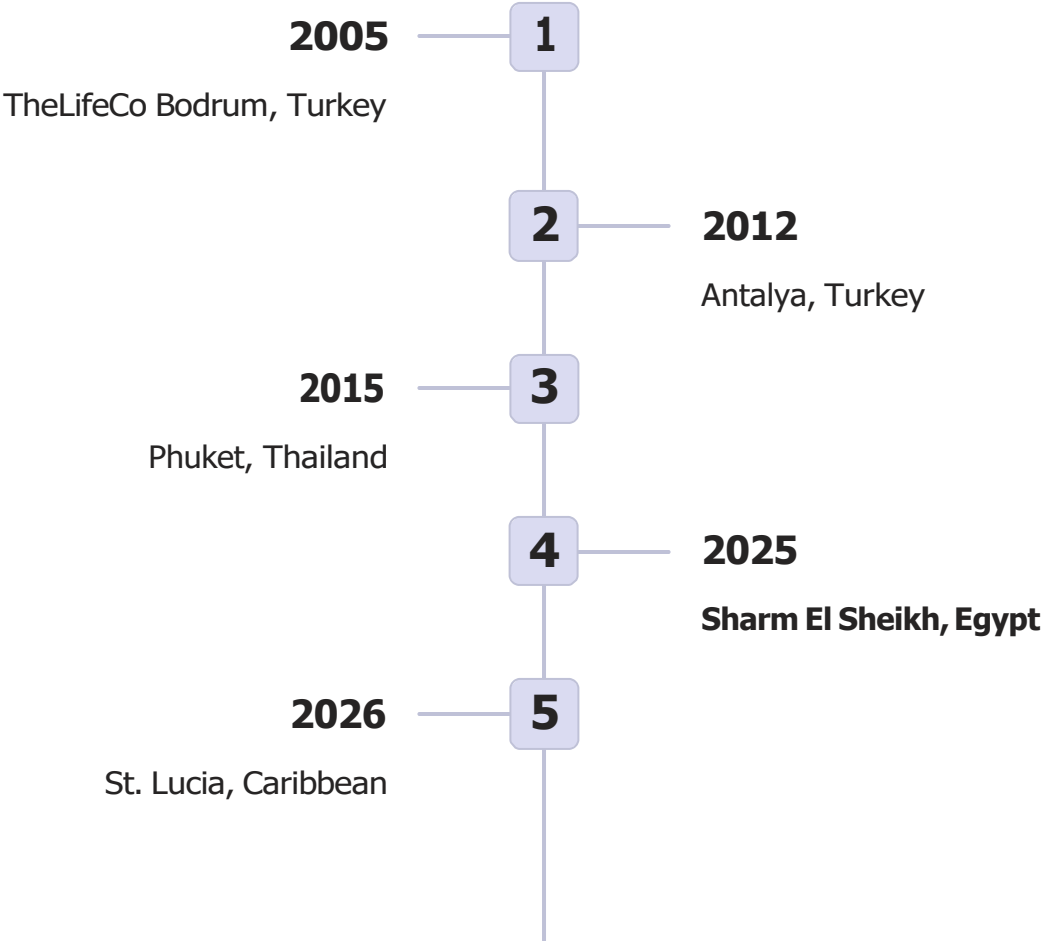 2005
1
TheLifeCo Bodrum, Turkey
2
2012
Antalya, Turkey
2015
3
Phuket, Thailand
4
2025
Sharm El Sheikh, Egypt
2026
5
St. Lucia, Caribbean